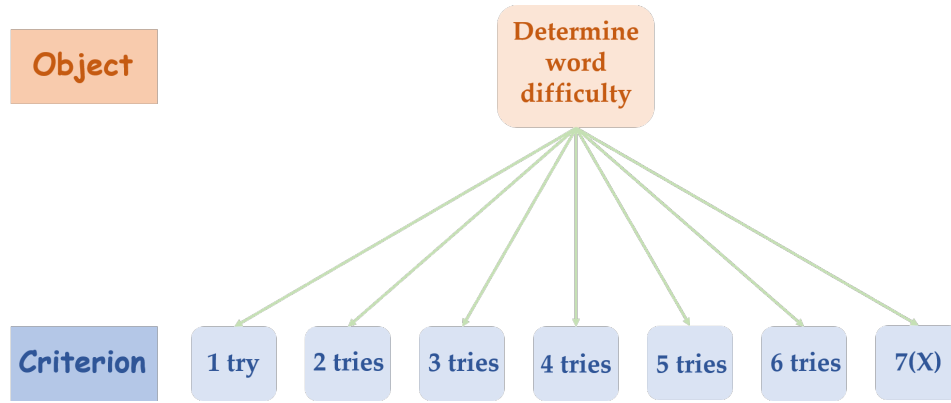 Object
Determine
word
difficulty
Criterion
1 try
2 tries
3 tries
4 tries
5 tries
6 tries
7(X)